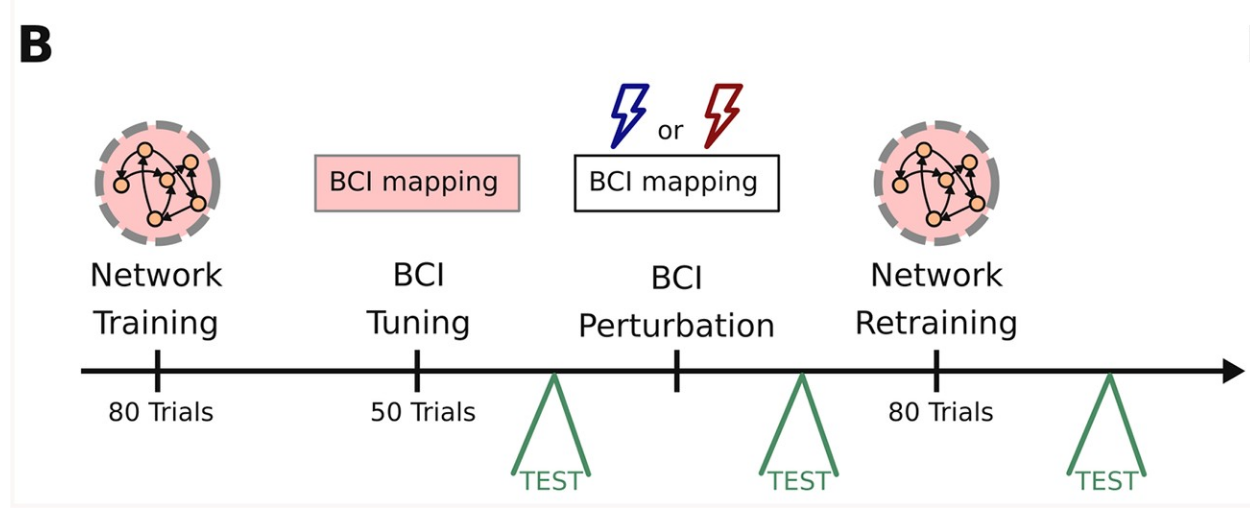 B
or
BCI mapping
BCI mapping
Network
Training
BCI
Tuning
BCI
Perturbation
Network
Retraining
80 Trials
50 Trials
80 Trials
TEST
TEST
TEST